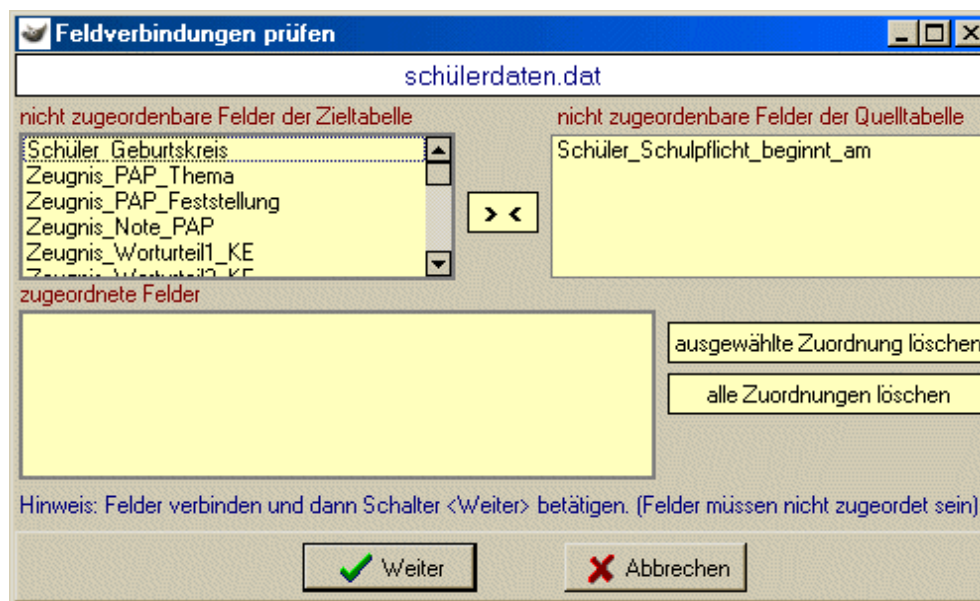 Feldverbindungen prüfen
schülerdaten.dat
nicht zugeordenbare Felder der Zieltabelle
Schüler_Geburtskreis
Zeugnis_PAP_Thema
Zeugnis_PAP_Feststellung
Zeugnis_Note_PAP
Zeugnis_Worturteil1_KE
Zeugnis_Worturteil2_KE
> <
nicht zugeordenbare Felder der Quelltabelle
Schüler_Schulpflicht_beginnt_am
zugeordnete Felder
ausgewählte Zuordnung löschen
alle Zuordnungen löschen
Hinweis: Felder verbinden und dann Schalter <Weiter> betätigen. (Felder müssen nicht zugeordet sein)
Weiter
Abbrechen